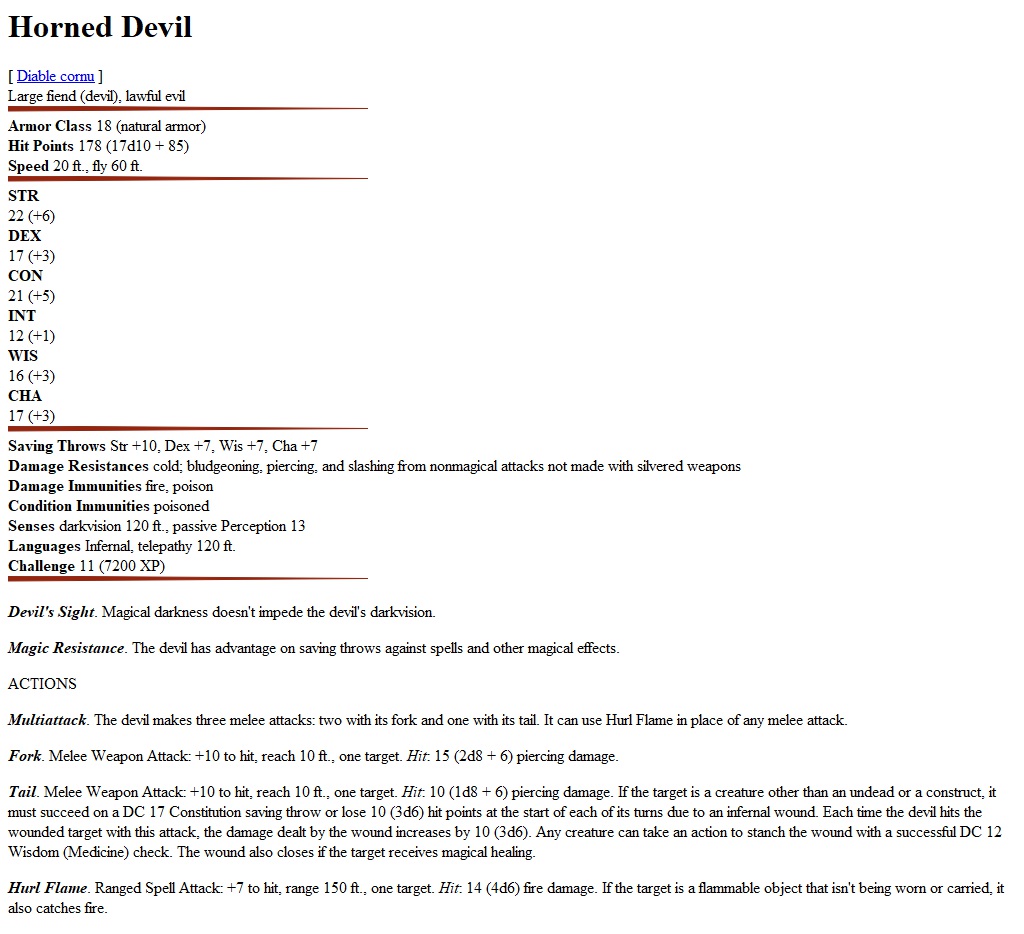 Horned Devil
[ Diable cornu ]
Large fiend (devil), lawful evil
Armor Class 18 (natural armor)
Hit Points 178 (17d10 + 85)
Speed 20 ft., fly 60 ft.
STR
22 (+6)
DEX
17 (+3)
CON
21 (+5)
INT
12 (+1)
WIS
16 (+3)
CHA
17 (+3)
Saving Throws Str +10, Dex +7, Wis +7, Cha +7
Damage Resistances cold; bludgeoning, piercing, and slashing from nonmagical attacks not made with silvered weapons
Damage Immunities fire, poison
Condition Immunities poisoned
Senses darkvision 120 ft., passive Perception 13
Languages Infernal, telepathy 120 ft.
Challenge 11 (7200 XP)
Devil's Sight. Magical darkness doesn't impede the devil's darkvision.
Magic Resistance. The devil has advantage on saving throws against spells and other magical effects.
ACTIONS
Multiattack. The devil makes three melee attacks: two with its fork and one with its tail. It can use Hurl Flame in place of any melee attack.
Fork. Melee Weapon Attack: +10 to hit, reach 10 ft., one target. Hit: 15 (2d8 + 6) piercing damage.
Tail. Melee Weapon Attack: +10 to hit, reach 10 ft., one target. Hit: 10 (1d8 + 6) piercing damage. If the target is a creature other than an undead or a construct, it
must succeed on a DC 17 Constitution saving throw or lose 10 (3d6) hit points at the start of each of its turns due to an infernal wound. Each time the devil hits the
wounded target with this attack, the damage dealt by the wound increases by 10 (3d6). Any creature can take an action to stanch the wound with a successful DC 12
Wisdom (Medicine) check. The wound also closes if the target receives magical healing.
Hurl Flame. Ranged Spell Attack: +7 to hit, range 150 ft., one target. Hit: 14 (4d6) fire damage. If the target is a flammable object that isn't being worn or carried, it
also catches fire.